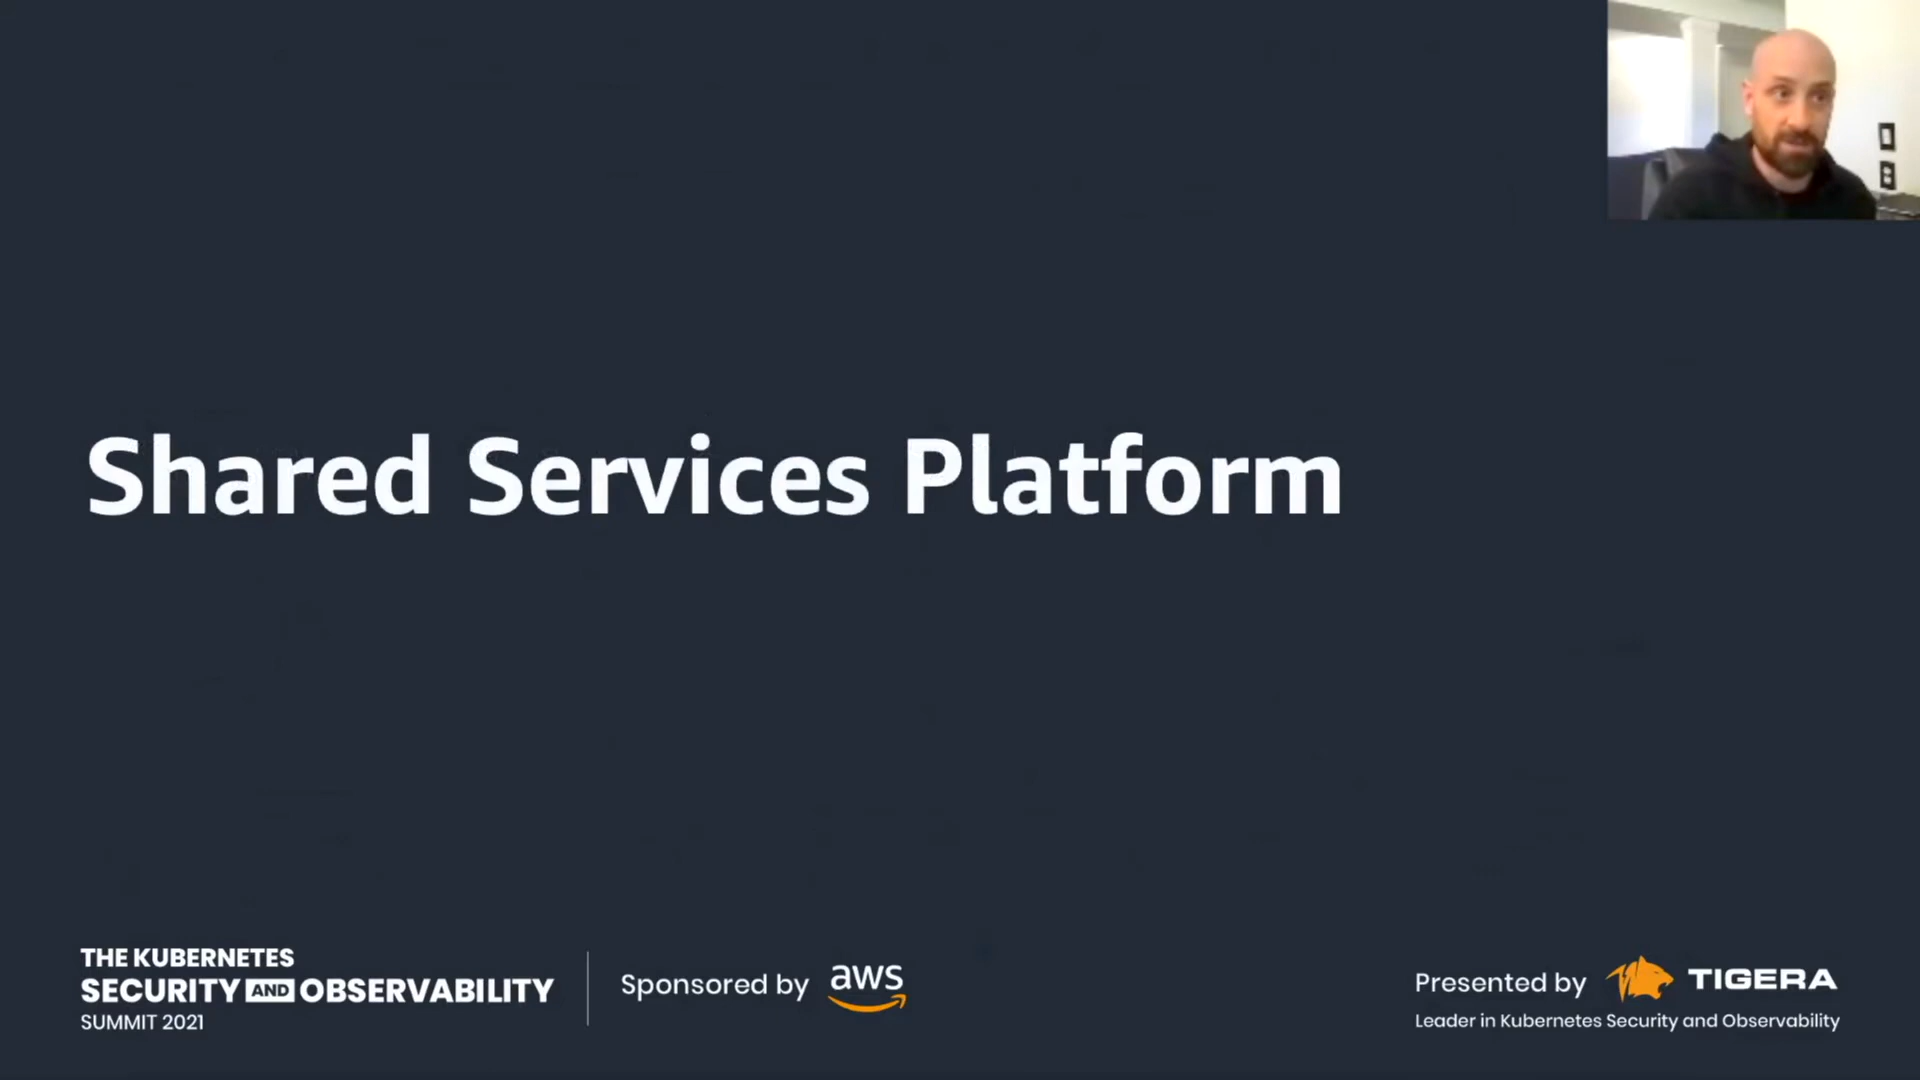 Shared Services Platform
THE KUBERNETES
SECURITY AND OBSERVABILITY
SUMMIT 2021
Sponsored by aws
Presented by TIGERA
Leader in Kubernetes Security and Observability